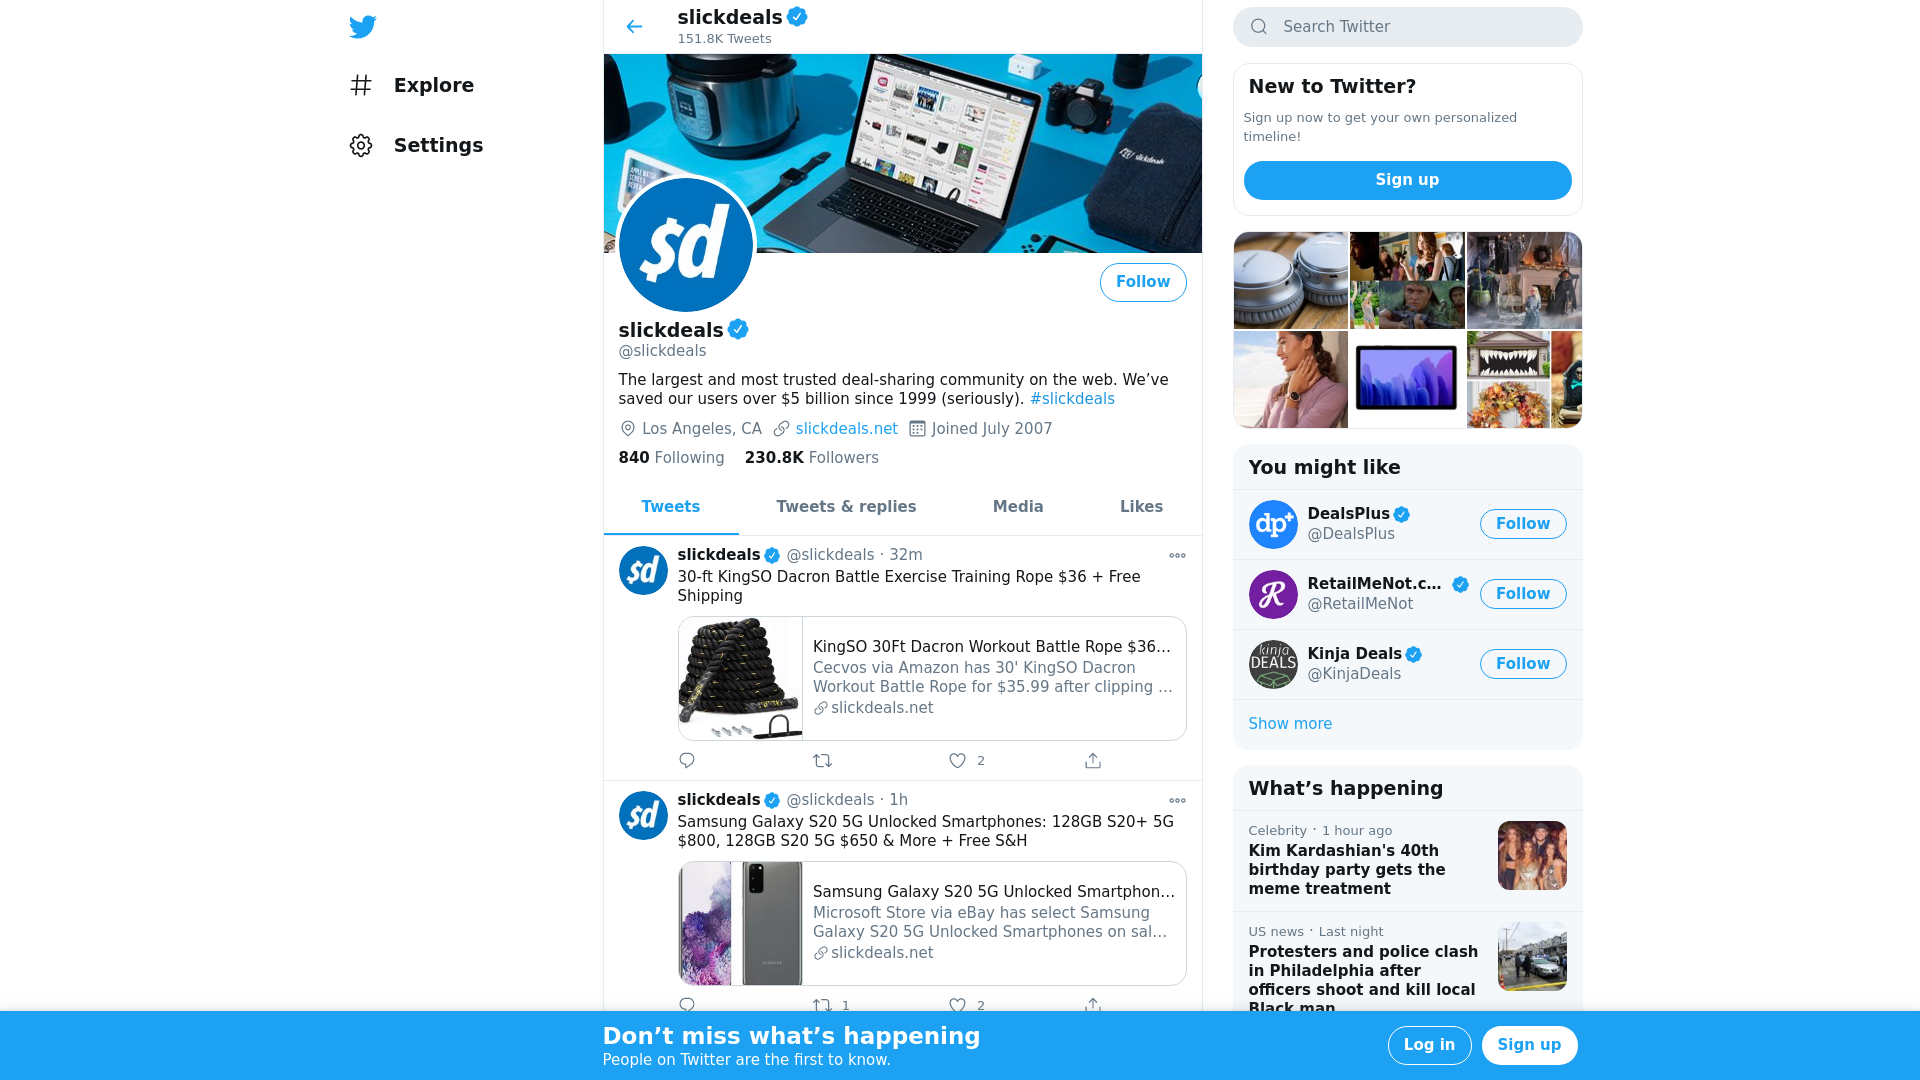 Explore
Settings
slickdeals
151.8K Tweets
slickdeals
$d
Follow
slickdeals
@slickdeals
The largest and most trusted deal-sharing community on the web. We’ve
saved our users over $5 billion since 1999 (seriously). #slickdeals
Los Angeles, CA slickdeals.net Joined July 2007
840 Following 230.8K Followers
Tweets Tweets & replies Media Likes
$d
slickdeals @slickdeals · 32m
30-ft KingSO Dacron Battle Exercise Training Rope $36 + Free
Shipping
KingSO 30Ft Dacron Workout Battle Rope $36…
Cecvos via Amazon has 30' KingSO Dacron
Workout Battle Rope for $35.99 after clipping …
slickdeals.net
2
$d
slickdeals @slickdeals · 1h
Samsung Galaxy S20 5G Unlocked Smartphones: 128GB S20+ 5G
$800, 128GB S20 5G $650 & More + Free S&H
Samsung Galaxy S20 5G Unlocked Smartphon…
Microsoft Store via eBay has select Samsung
Galaxy S20 5G Unlocked Smartphones on sal…
SAMSUNG
slickdeals.net
1 2
Search Twitter
New to Twitter?
Sign up now to get your own personalized
timeline!
Sign up
You might like
dp+
DealsPlus
@DealsPlus
Follow
R
RetailMeNot.c…
@RetailMeNot
Follow
kinja
DEALS
Kinja Deals
@KinjaDeals
Follow
Show more
What’s happening
Celebrity · 1 hour ago
Kim Kardashian's 40th
birthday party gets the
meme treatment
US news · Last night
Protesters and police clash
in Philadelphia after
officers shoot and kill local
Black man
Don’t miss what’s happening
People on Twitter are the first to know.
Log in Sign up